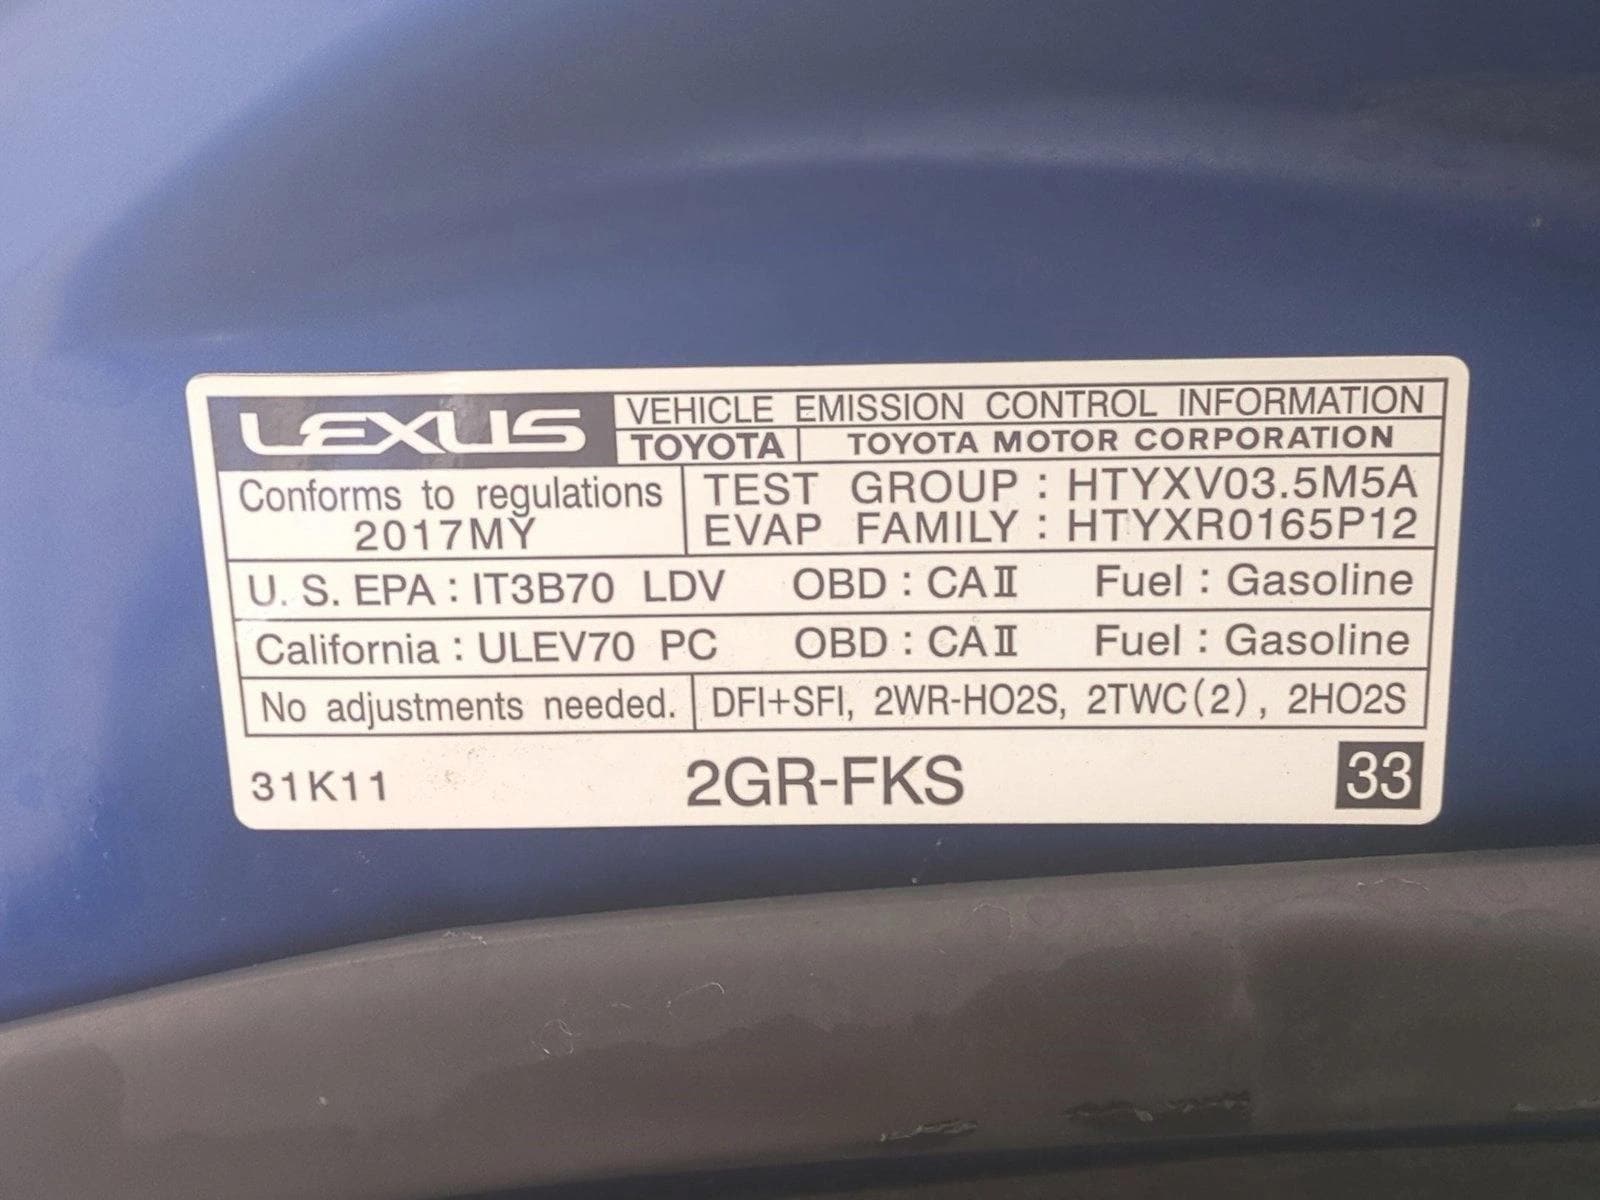 LEXUS VEHICLE EMISSION CONTROL INFORMATION
TOYOTA TOYOTA MOTOR CORPORATION
Conforms to regulations
2017MY
TEST GROUP : HTYXV03.5M5A
EVAP FAMILY : HTYXR0165P12
U. S. EPA : IT3B70 LDV OBD : CAⅡ Fuel : Gasoline
California : ULEV70 PC OBD : CAⅡ Fuel : Gasoline
No adjustments needed. DFI+SFI, 2WR-HO2S, 2TWC(2), 2HO2S
31K11 2GR-FKS 33